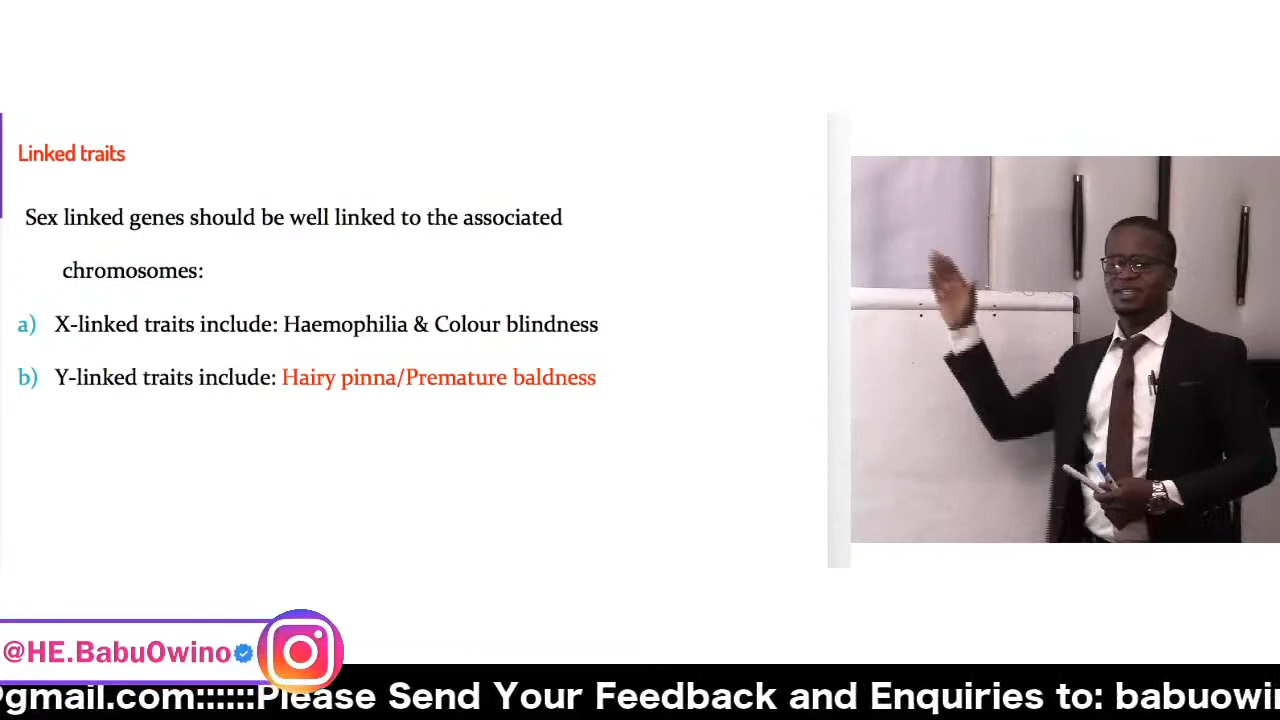 Linked traits
Sex linked genes should be well linked to the associated
chromosomes:
a) X-linked traits include: Haemophilia & Colour blindness
b) Y-linked traits include: Hairy pinna/Premature baldness
@HE.BabuOwino
@gmail.com::::::Please Send Your Feedback and Enquiries to: babuowi